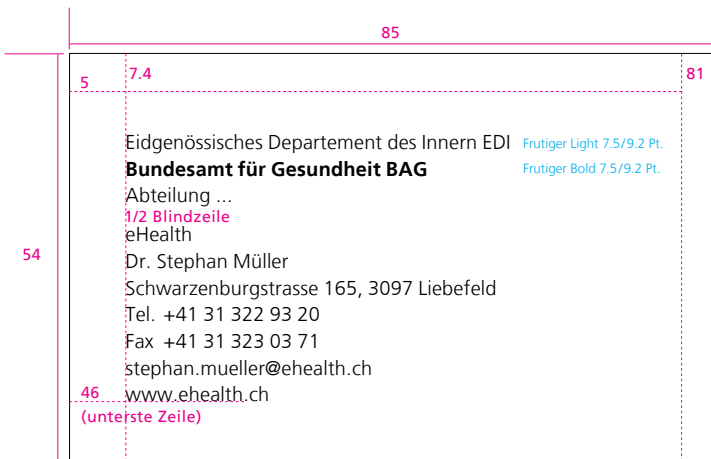 85
5
7.4
81
Eidgenössisches Departement des Innern EDI Frutiger Light 7.5/9.2 Pt.
Bundesamt für Gesundheit BAG Frutiger Bold 7.5/9.2 Pt.
Abteilung ...
1/2 Blindzeile
eHealth
54
Dr. Stephan Müller
Schwarzenburgstrasse 165, 3097 Liebefeld
Tel. +41 31 322 93 20
Fax +41 31 323 03 71
stephan.mueller@ehealth.ch
46 www.ehealth.ch
(unterste Zeile)